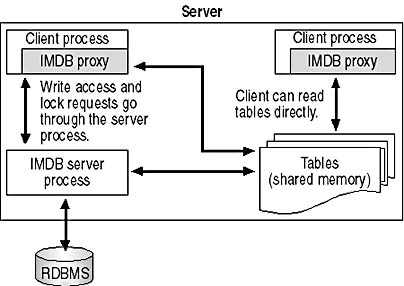 Server
Client process
IMDB proxy
Client process
IMDB proxy
Write access and
lock requests go
through the server
process.
Client can read
tables directly.
IMDB server
process
Tables
(shared memory)
RDBMS